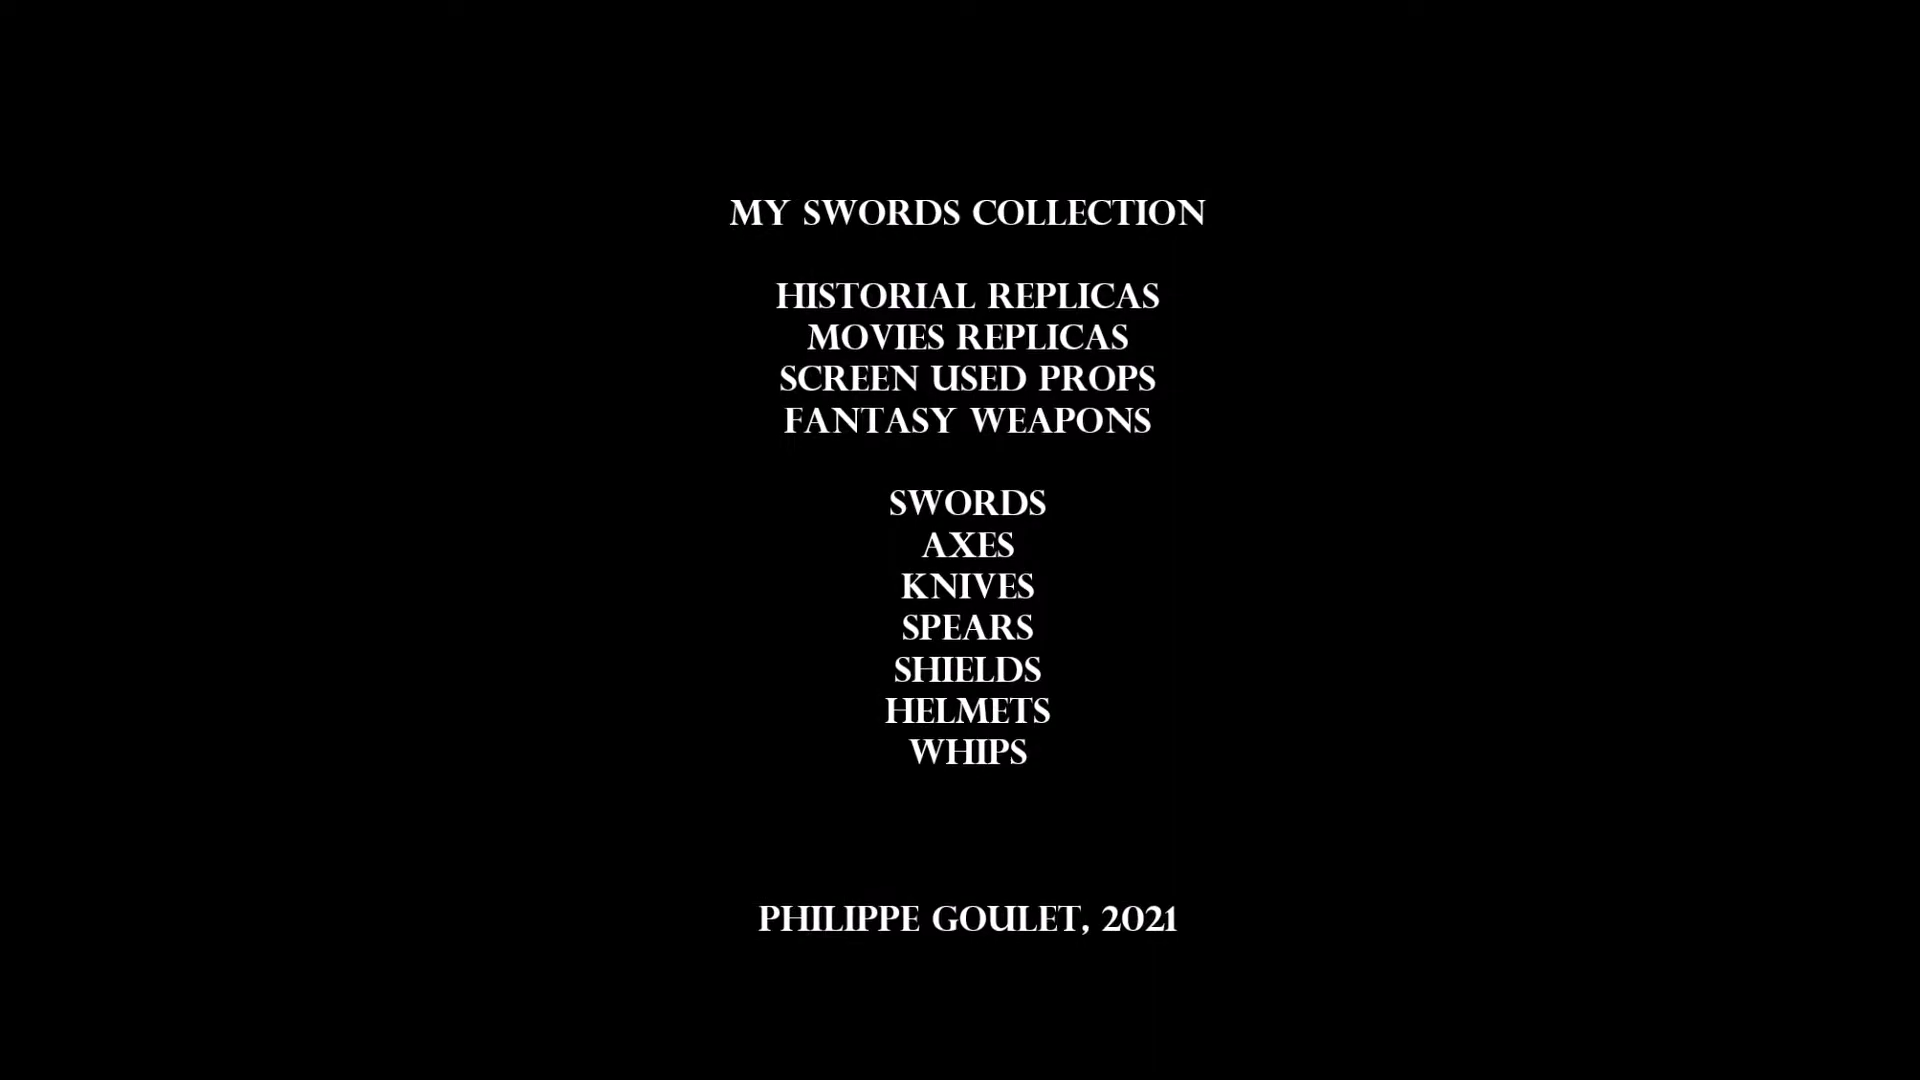 MY SWORDS COLLECTION
HISTORIAL REPLICAS
MOVIES REPLICAS
SCREEN USED PROPS
FANTASY WEAPONS
SWORDS
AXES
KNIVES
SPEARS
SHIELDS
HELMETS
WHIPS
PHILIPPE GOULET, 2021